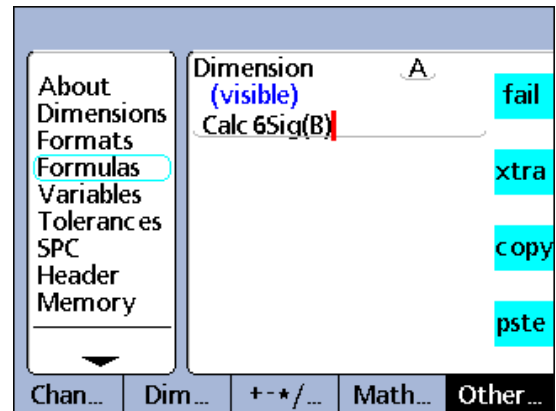 About
Dimensions
Formats
Formulas
Variables
Tolerances
SPC
Header
Memory
Dimension A
(visible)
Calc 6Sig(B)
fail
xtra
copy
pste
Chan... Dim... +-*/... Math... Other...